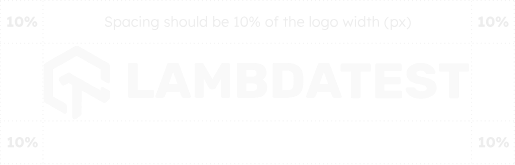 10% Spacing should be 10% of the logo width (px) 10%
LAMBDATEST
10% 10%